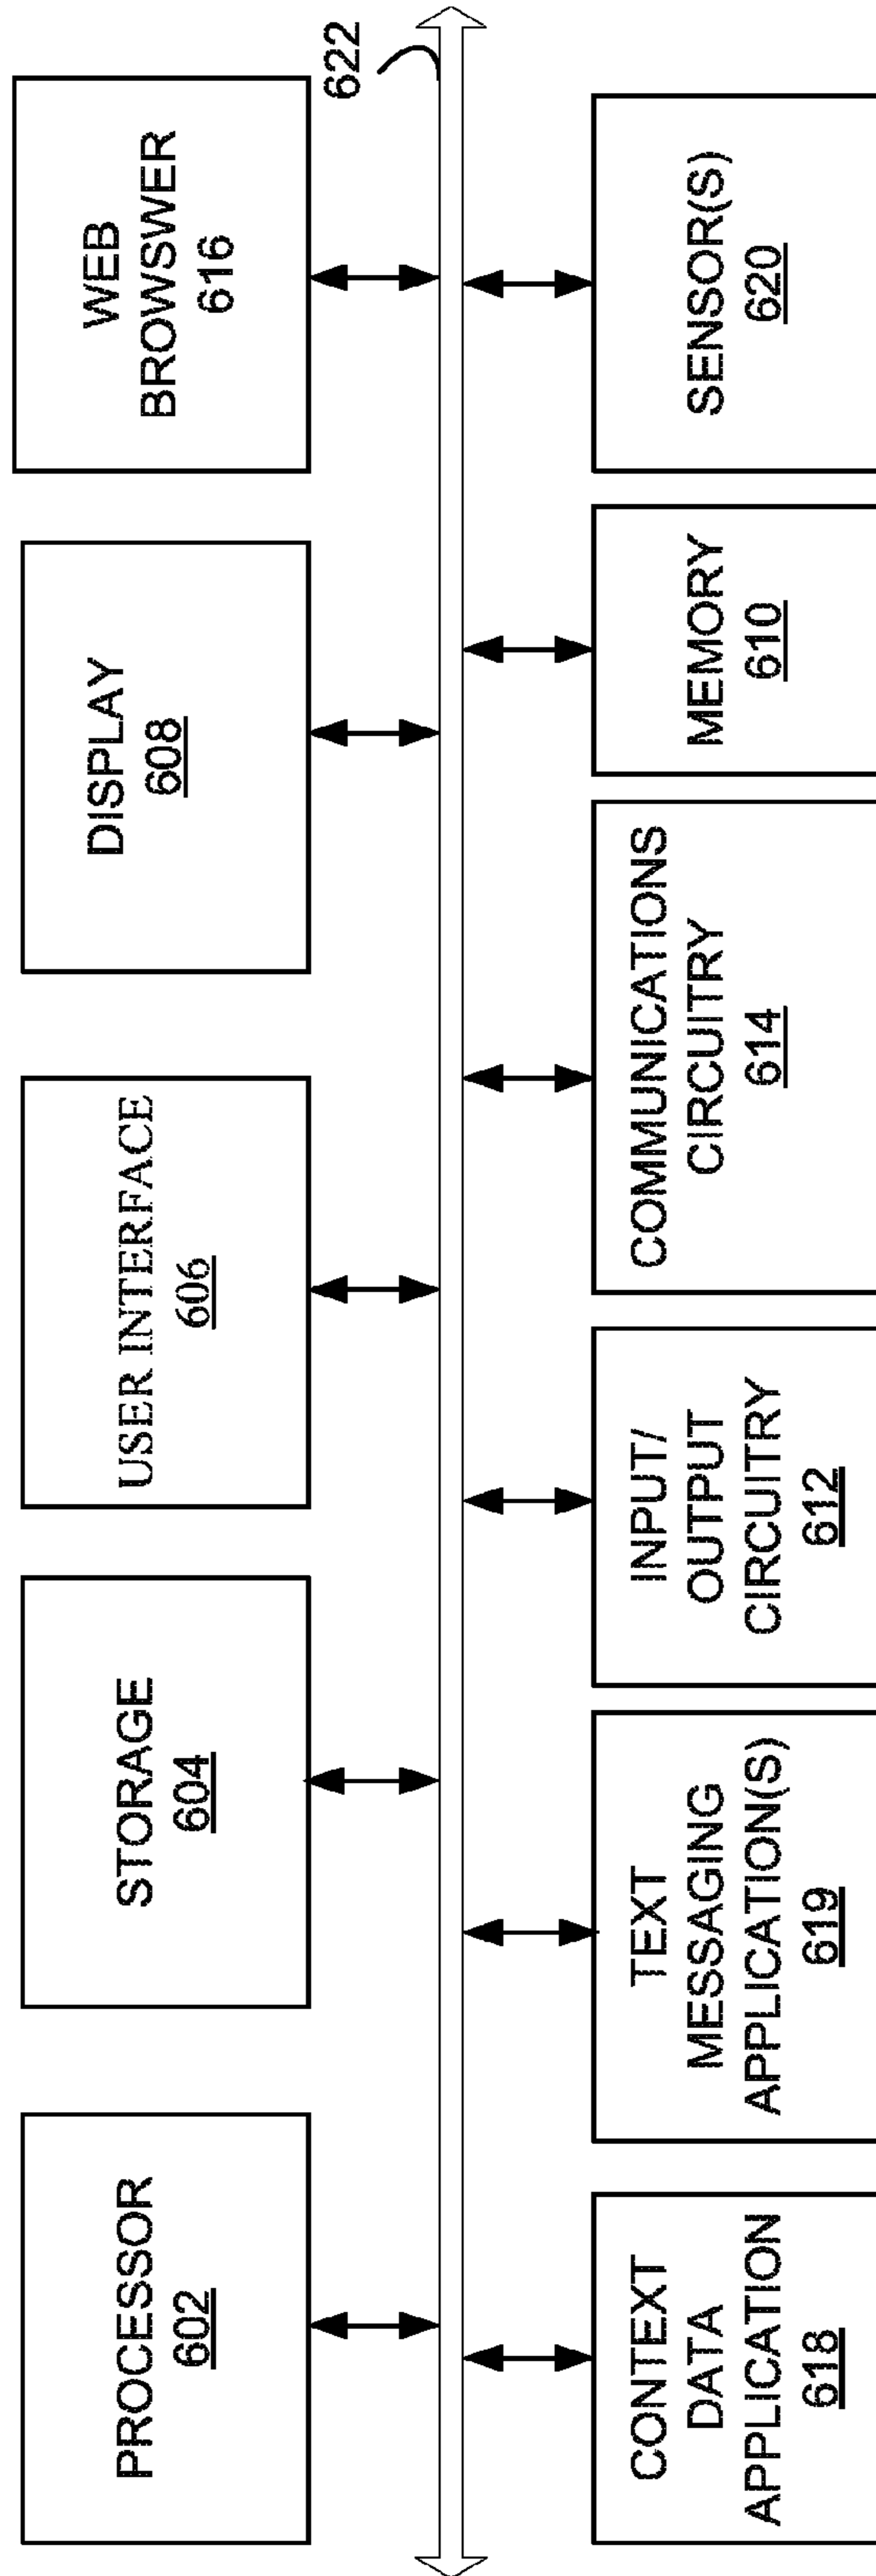 PROCESSOR
602
STORAGE
604
USER INTERFACE
606
DISPLAY
608
WEB
BROWSWER
616
622
CONTEXT
DATA
APPLICATION
618
TEXT
MESSAGING
APPLICATION(S)
619
INPUT/
OUTPUT
CIRCUITRY
612
COMMUNICATIONS
CIRCUITRY
614
MEMORY
610
SENSOR(S)
620